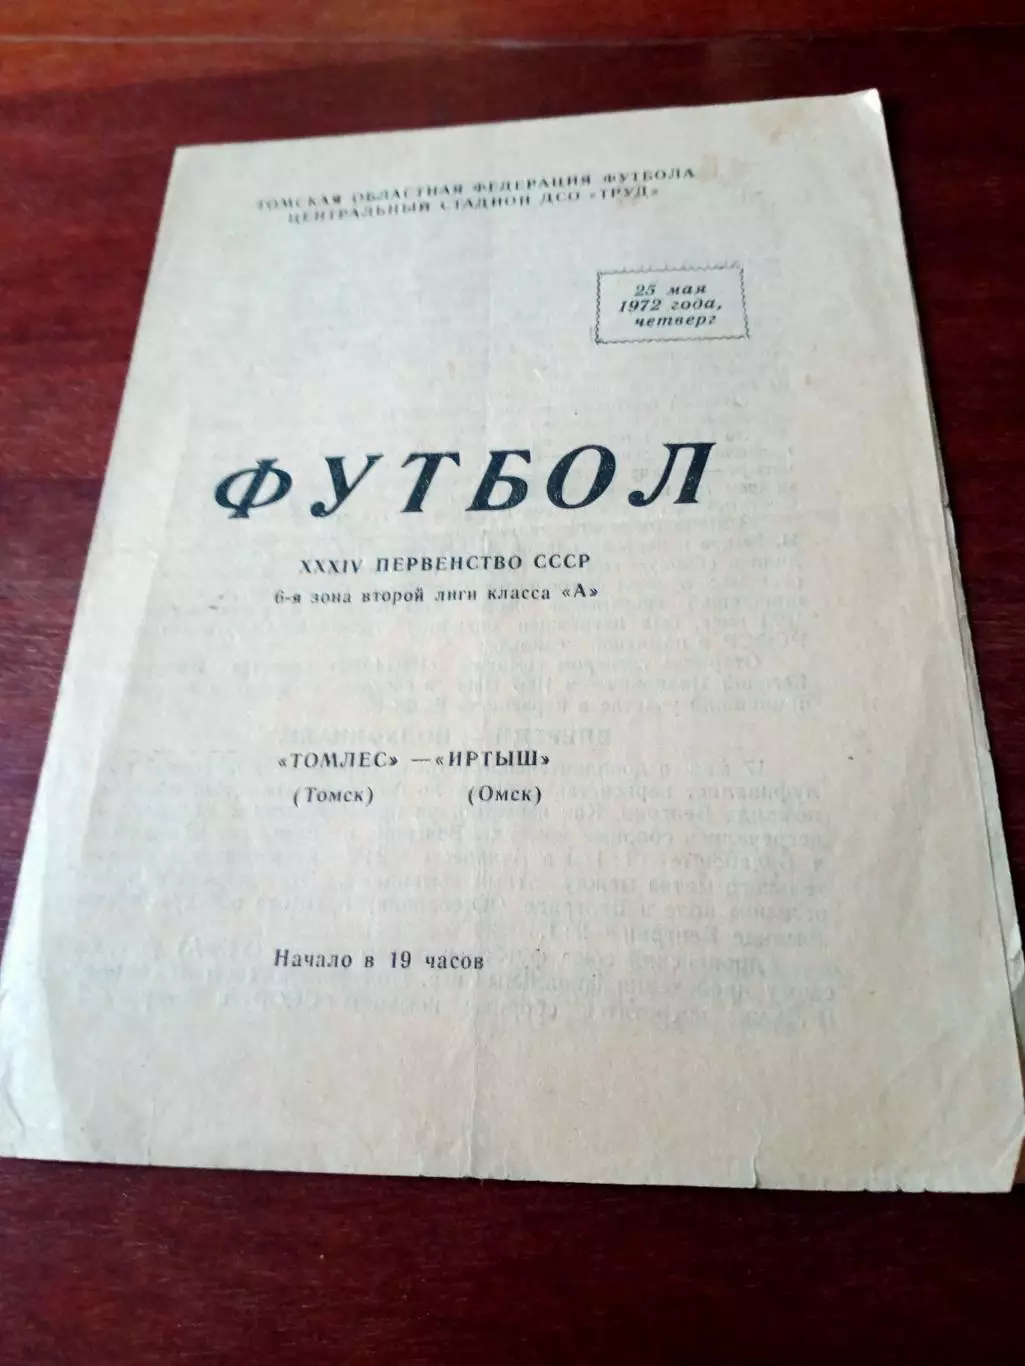 ТОМСКАЯ ОБЛАСТНАЯ ФЕДЕРАЦИЯ ФУТБОЛА
ЦЕНТРАЛЬНЫЙ СТАДИОН ДСО «ТРУД»
25 мая
1972 года,
четверг
ФУТБОЛ
XXXIV ПЕРВЕНСТВО СССР
6-я зона второй лиги класса «А»
«ТОМЛЕС» — «ИРТЫШ»
(Томск) (Омск)
Начало в 19 часов